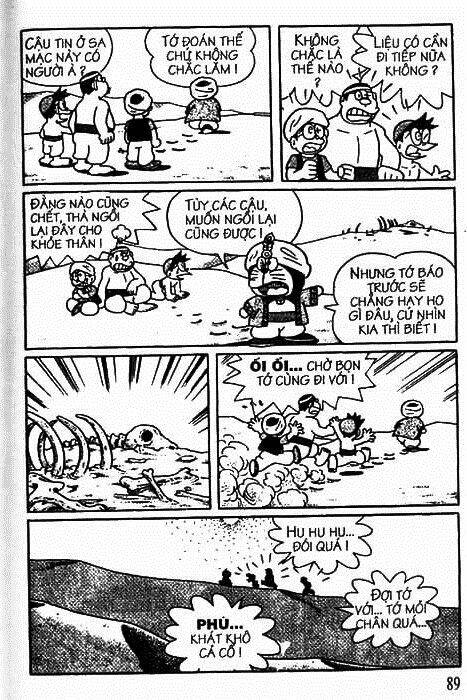 CẬU TIN Ở SA
MẠC NÀY CÓ
NGƯỜI À ?
TỚ ĐOÁN THẾ
CHỨ KHÔNG
CHẮC LẮM !
KHÔNG
CHẮC LÀ
THẾ NÀO
?
LIỆU CÓ CẦN
ĐI TIẾP NỮA
KHÔNG ?
ĐẰNG NÀO CŨNG
CHẾT, THÀ NGỒI
LẠI ĐÂY CHO
KHỎE THÂN !
TÙY CÁC CẬU,
MUỐN NGỒI LẠI
CŨNG ĐƯỢC !
NHƯNG TỚ BÁO
TRƯỚC SẼ
CHẲNG HAY HO
GÌ ĐÂU, CỨ NHÌN
KIA THÌ BIẾT !
ỐI ỐI... CHỜ BỌN
TỚ CÙNG ĐI VỚI !
HU HU HU...
ĐÓI QUÁ !
ĐỢI TỚ
VỚI... TỚ MỎI
CHÂN QUÁ...
PHÙ...
KHÁT KHÔ
CẢ CỔ !
89